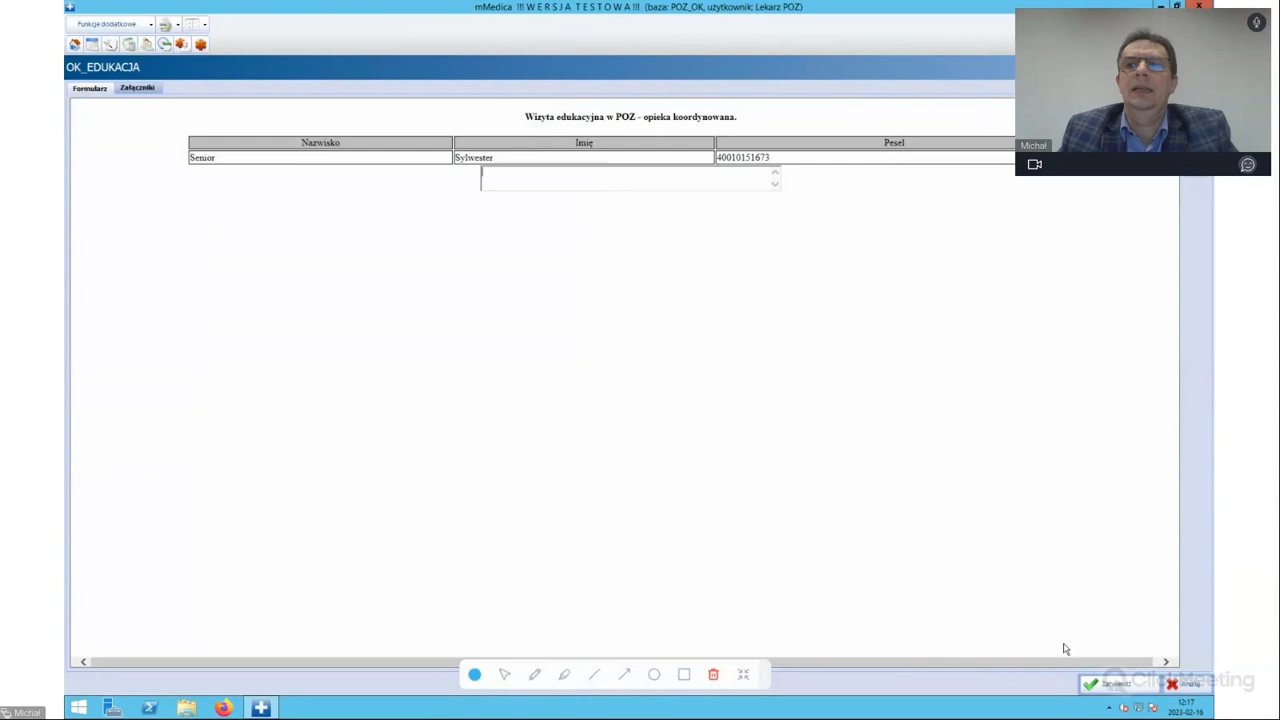 mMedica !!! W E R S J A T E S T O W A !!! (baza: POZ_OK, użytkownik: Lekarz POZ)
Funkcje dodatkowe
OK_EDUKACJA
Formularz Załączniki
Wizyta edukacyjna w POZ - opieka koordynowana.
Nazwisko Imię Pesel
Senior Sylwester 40010151673
Michał
Zatwierdź Anuluj
ClickMeeting
12:17
2023-02-16
Michał
Michał